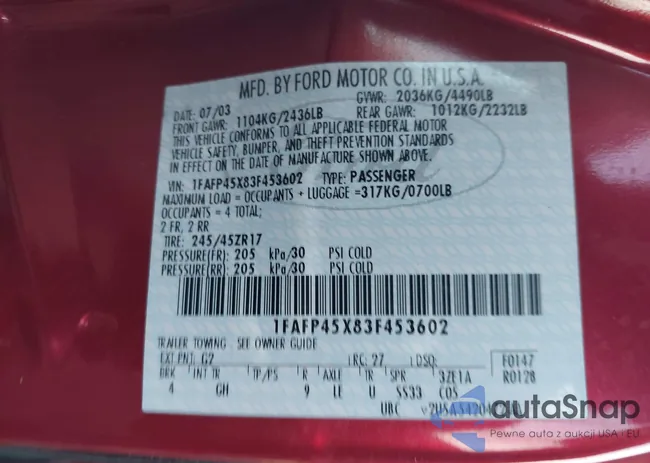 MFD. BY FORD MOTOR CO. IN U.S.A.
DATE: 07/03 GVWR: 2036KG/4490LB
FRONT GAWR: 1104KG/2436LB REAR GAWR: 1012KG/2232LB
THIS VEHICLE CONFORMS TO ALL APPLICABLE FEDERAL MOTOR
VEHICLE SAFETY, BUMPER, AND THEFT PREVENTION STANDARDS
IN EFFECT ON THE DATE OF MANUFACTURE SHOWN ABOVE.
VIN: 1FAFP45X83F453602 TYPE: PASSENGER
MAXIMUM LOAD = OCCUPANTS + LUGGAGE =317KG/0700LB
OCCUPANTS = 4 TOTAL;
2 FR, 2 RR
TIRE: 245/45ZR17
PRESSURE(FR): 205 kPa/30 PSI COLD
PRESSURE(RR): 205 kPa/30 PSI COLD
1FAFP45X83F453602
TRAILER TOWING - SEE OWNER GUIDE
EXT PNT: G2 RC: 27 DSO: F0147
BRK INT TR TP/PS R AXLE TR SPR 3ZE1A R0128
4 GH 9 LE U SS33 COS
UBC
autoSnap
Pewne auta z aukcji USA i EU